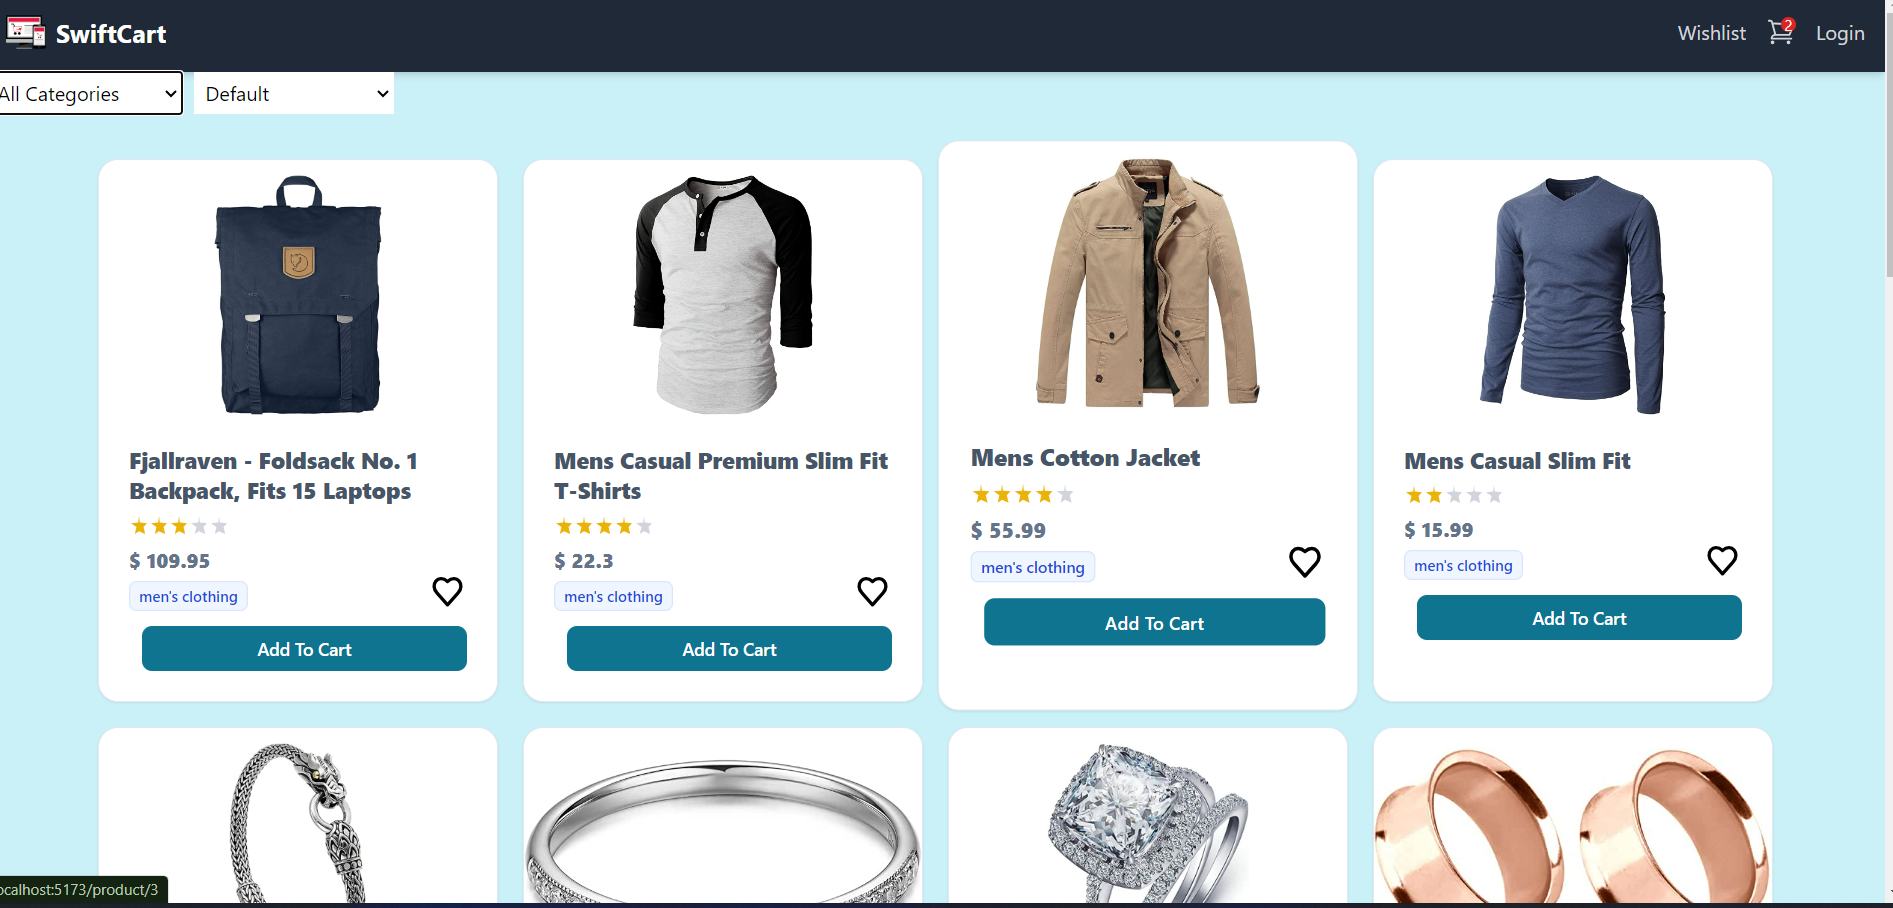 SwiftCart
Wishlist
2
Login
All Categories
Default
Fjallraven - Foldsack No. 1
Backpack, Fits 15 Laptops
$ 109.95
men's clothing
Add To Cart
Mens Casual Premium Slim Fit
T-Shirts
$ 22.3
men's clothing
Add To Cart
Mens Cotton Jacket
$ 55.99
men's clothing
Add To Cart
Mens Casual Slim Fit
$ 15.99
men's clothing
Add To Cart
ocalhost:5173/product/3